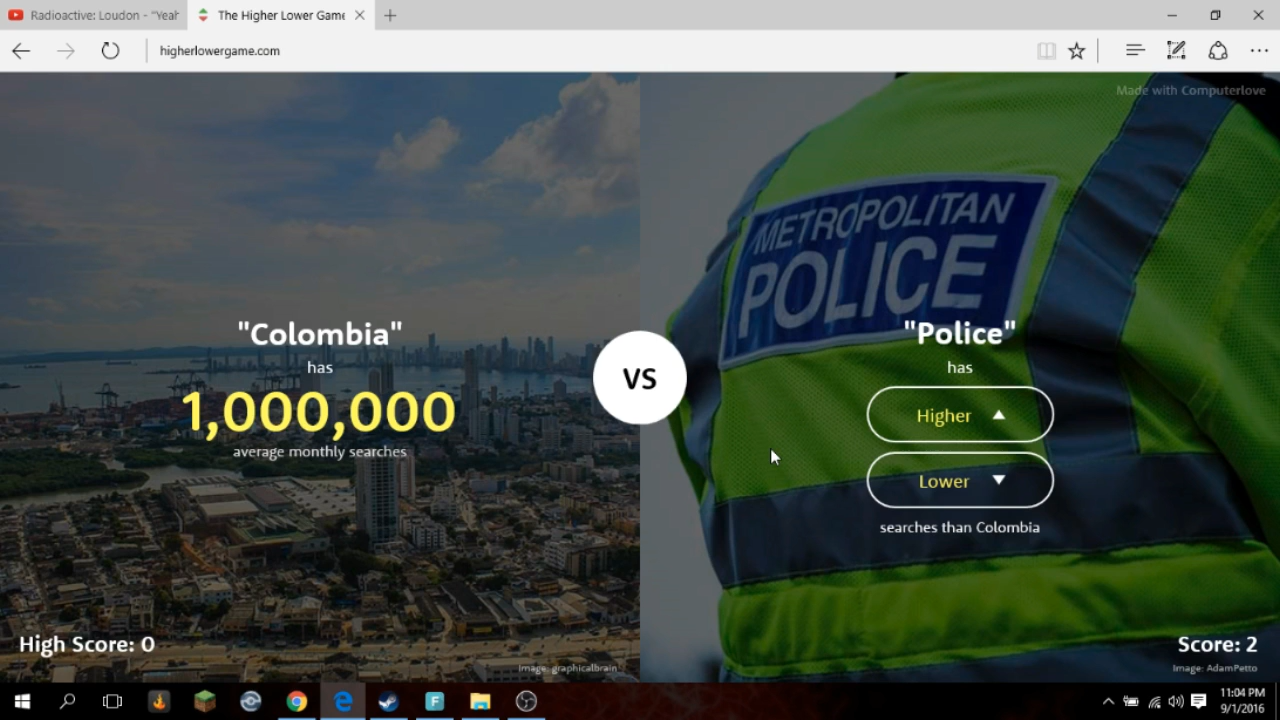 Radioactive: Loudon - "Yeah
The Higher Lower Game
higherlowergame.com
Made with Computerlove
METROPOLITAN
POLICE
"Colombia"
has
1,000,000
average monthly searches
VS
"Police"
has
Higher
Lower
searches than Colombia
High Score: 0
Image: graphicalbrain
Score: 2
Image: AdamPetto
11:04 PM
9/1/2016